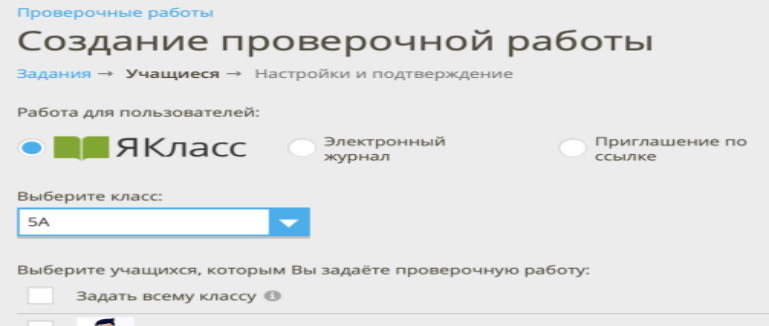 Проверочные работы
Создание проверочной работы
Задания → Учащиеся → Настройки и подтверждение
Работа для пользователей:
ЯКласс
Электронный
журнал
Приглашение по
ссылке
Выберите класс:
5А
Выберите учащихся, которым Вы задаёте проверочную работу:
Задать всему классу